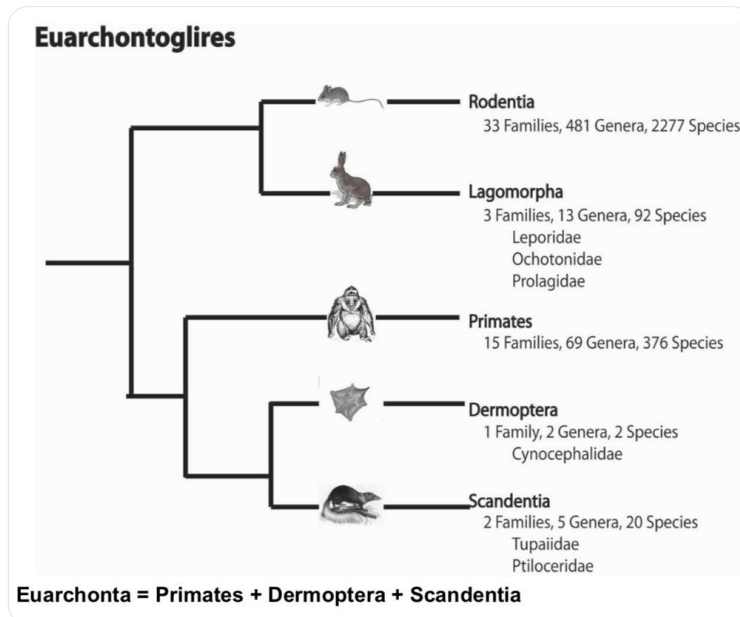 Euarchontoglires
Rodentia
33 Families, 481 Genera, 2277 Species
Lagomorpha
3 Families, 13 Genera, 92 Species
Leporidae
Ochotonidae
Prolagidae
Primates
15 Families, 69 Genera, 376 Species
Dermoptera
1 Family, 2 Genera, 2 Species
Cynocephalidae
Scandentia
2 Families, 5 Genera, 20 Species
Tupaiidae
Ptiloceridae
Euarchonta = Primates + Dermoptera + Scandentia